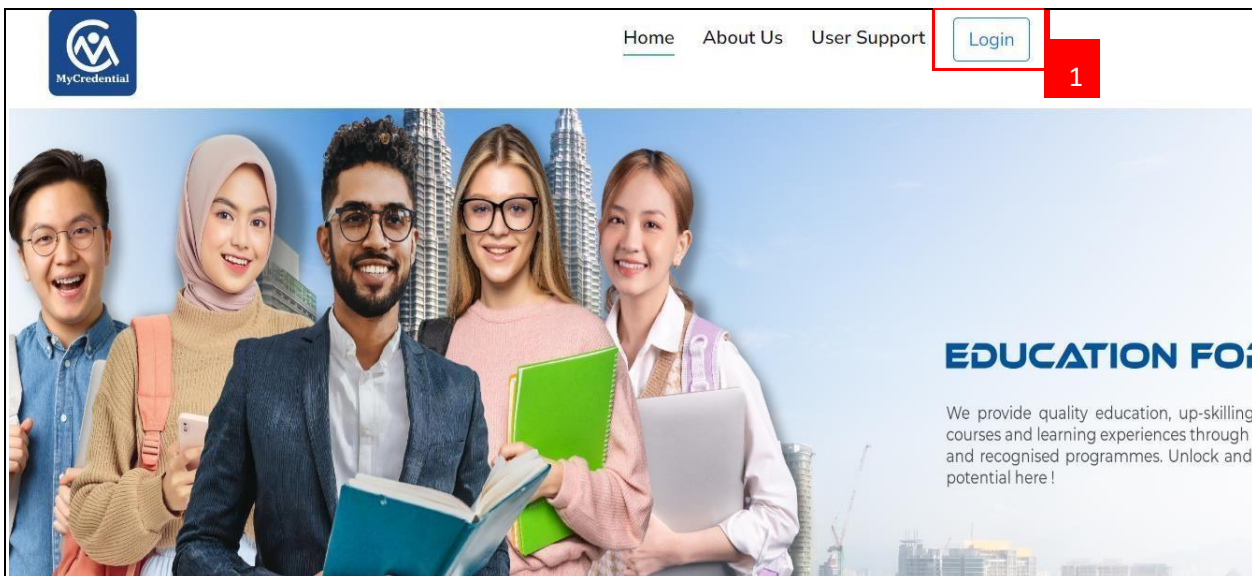 MyCredential
Home About Us User Support Login
1
EDUCATION FO
We provide quality education, up-skilling
courses and learning experiences through
and recognised programmes. Unlock and
potential here !